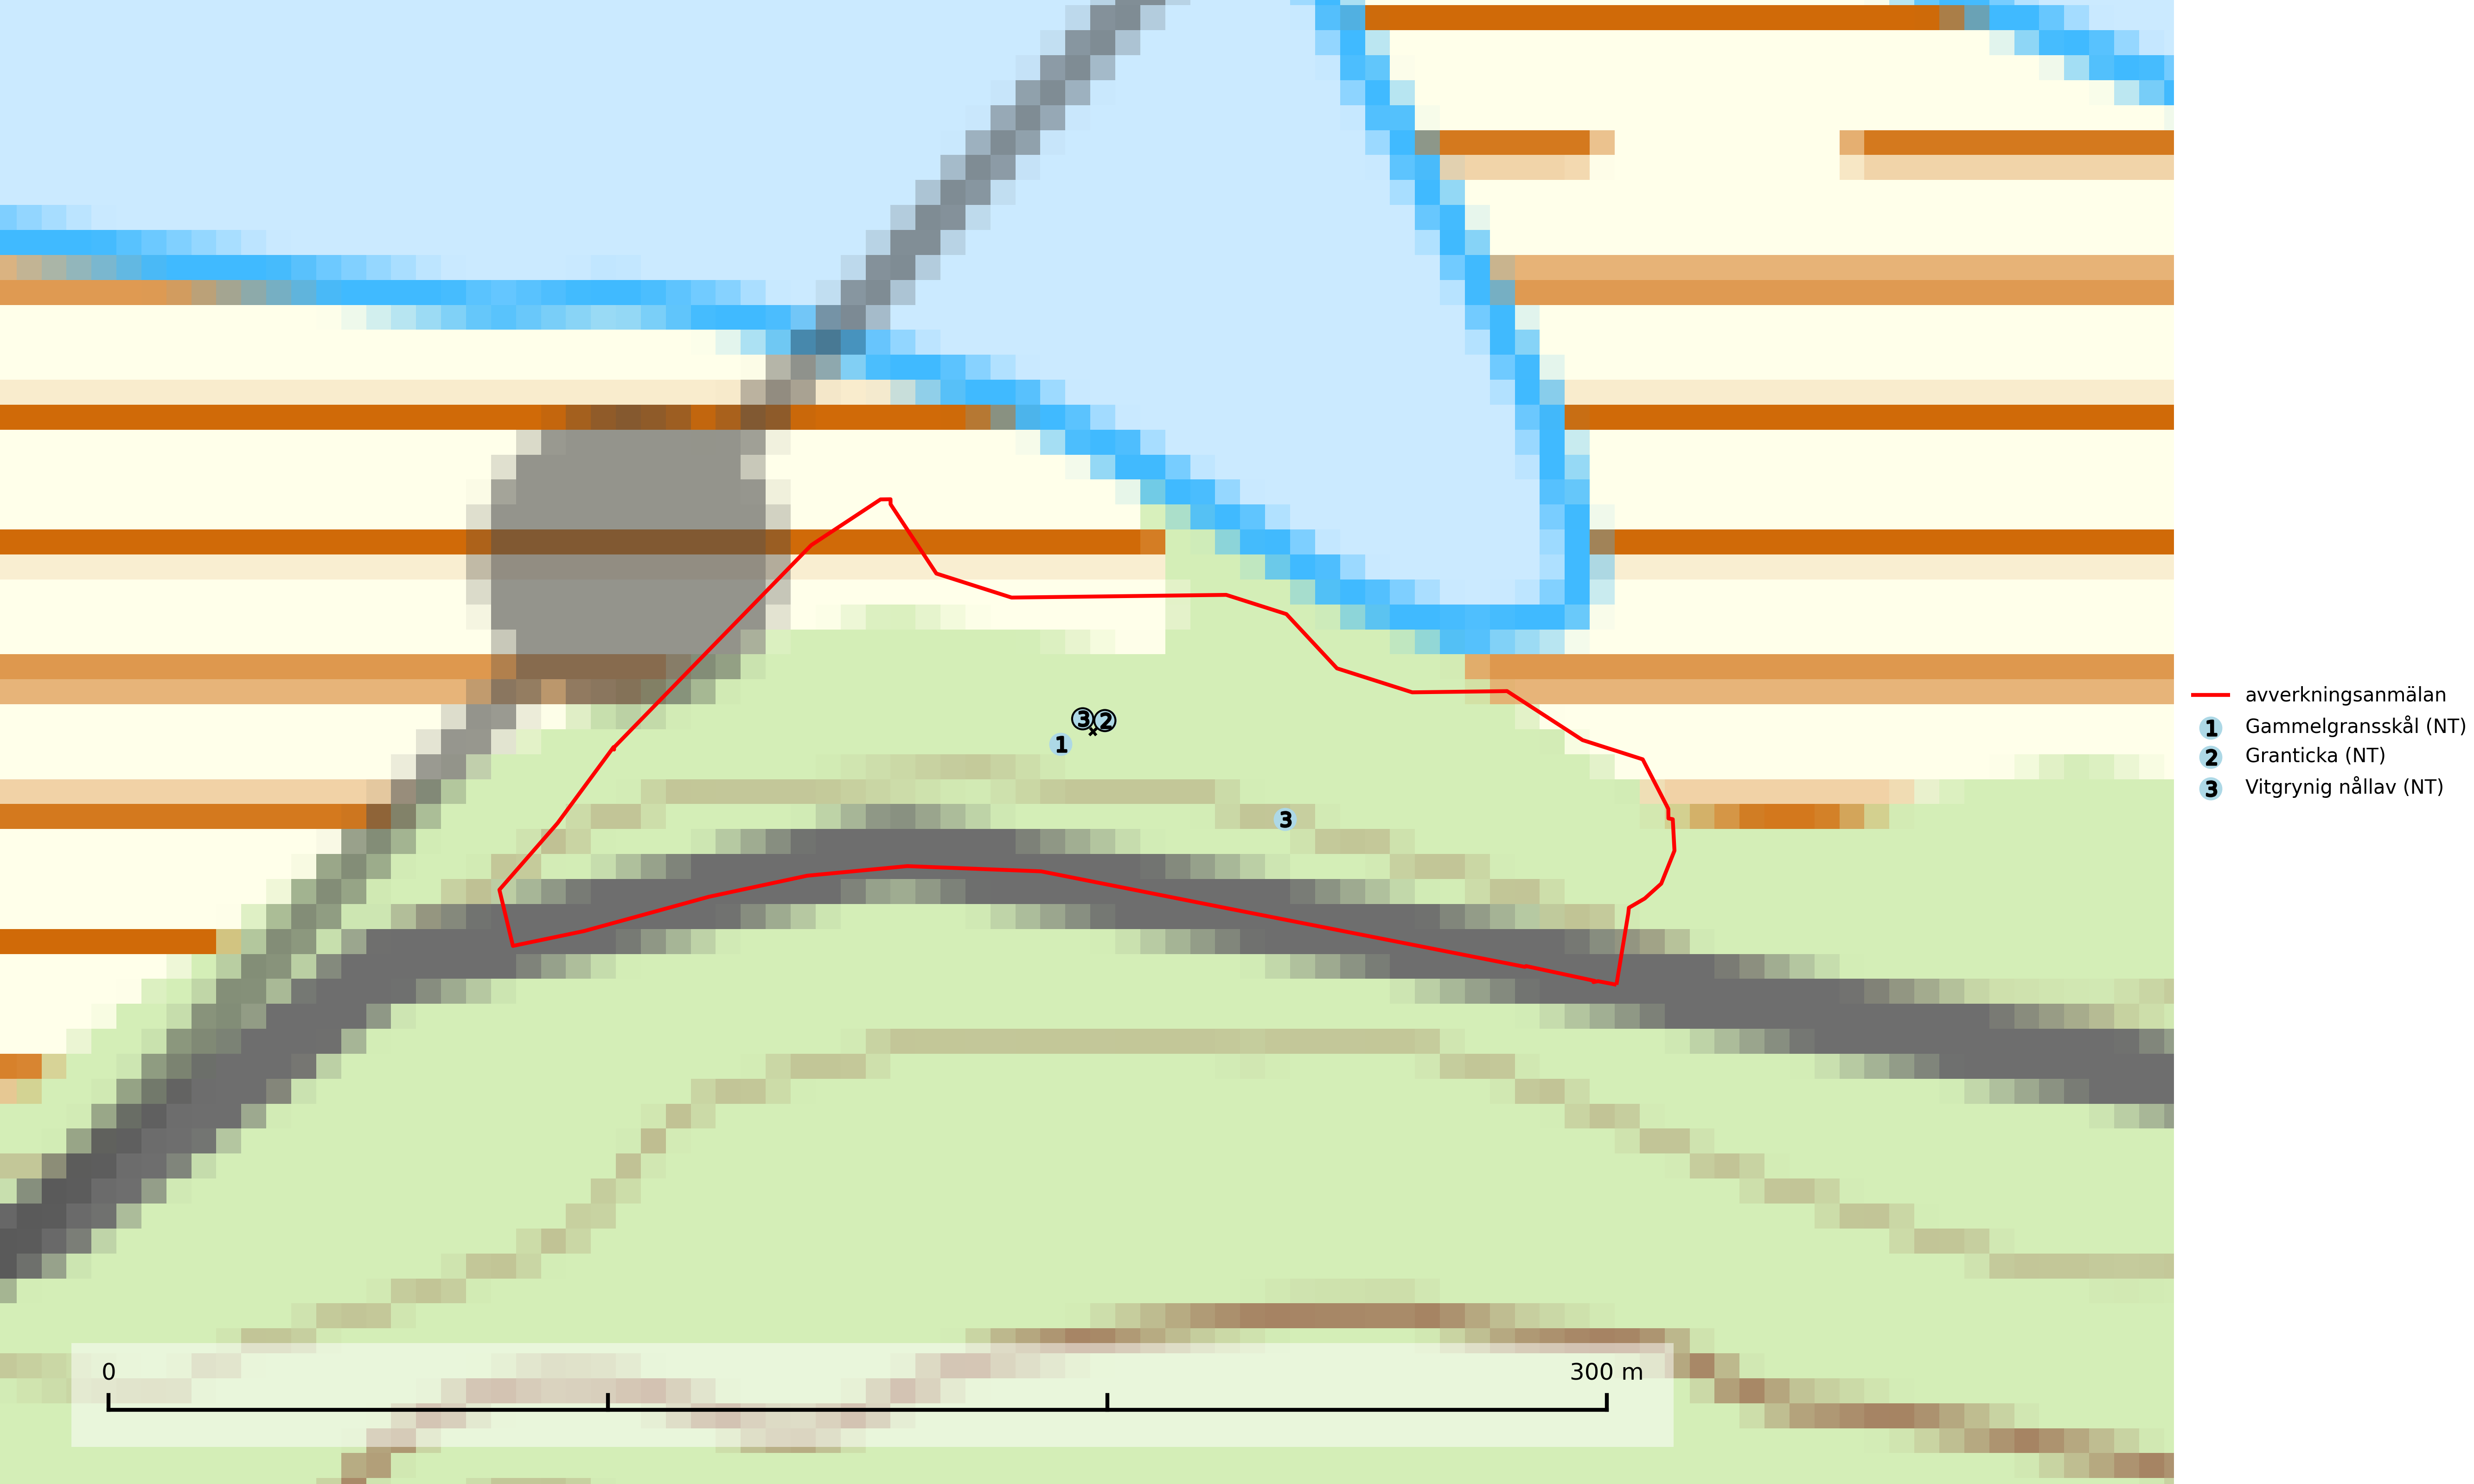 3 2
1
3
avverkningsanmälan
1 Gammelgransskål (NT)
2 Granticka (NT)
3 Vitgrynig nållav (NT)
0 300 m